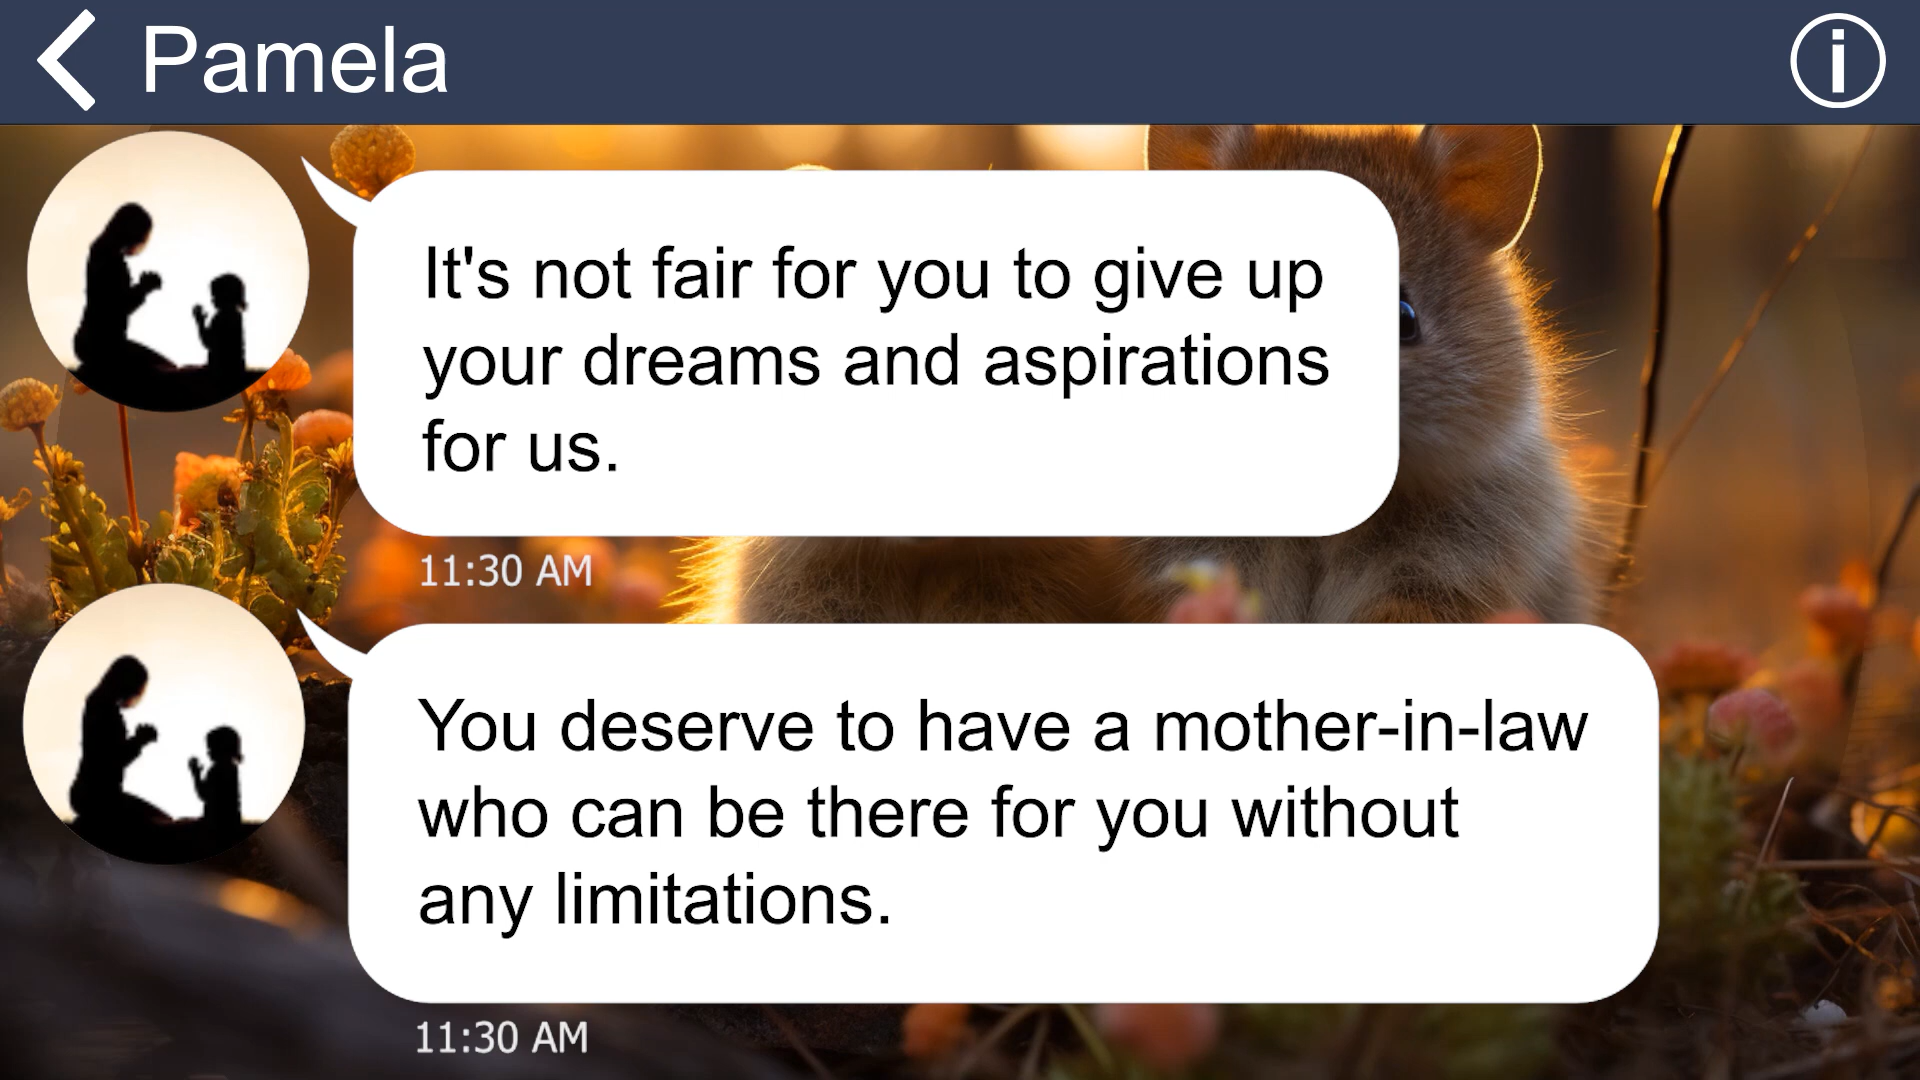 Pamela
It's not fair for you to give up
your dreams and aspirations
for us.
11:30 AM
You deserve to have a mother-in-law
who can be there for you without
any limitations.
11:30 AM